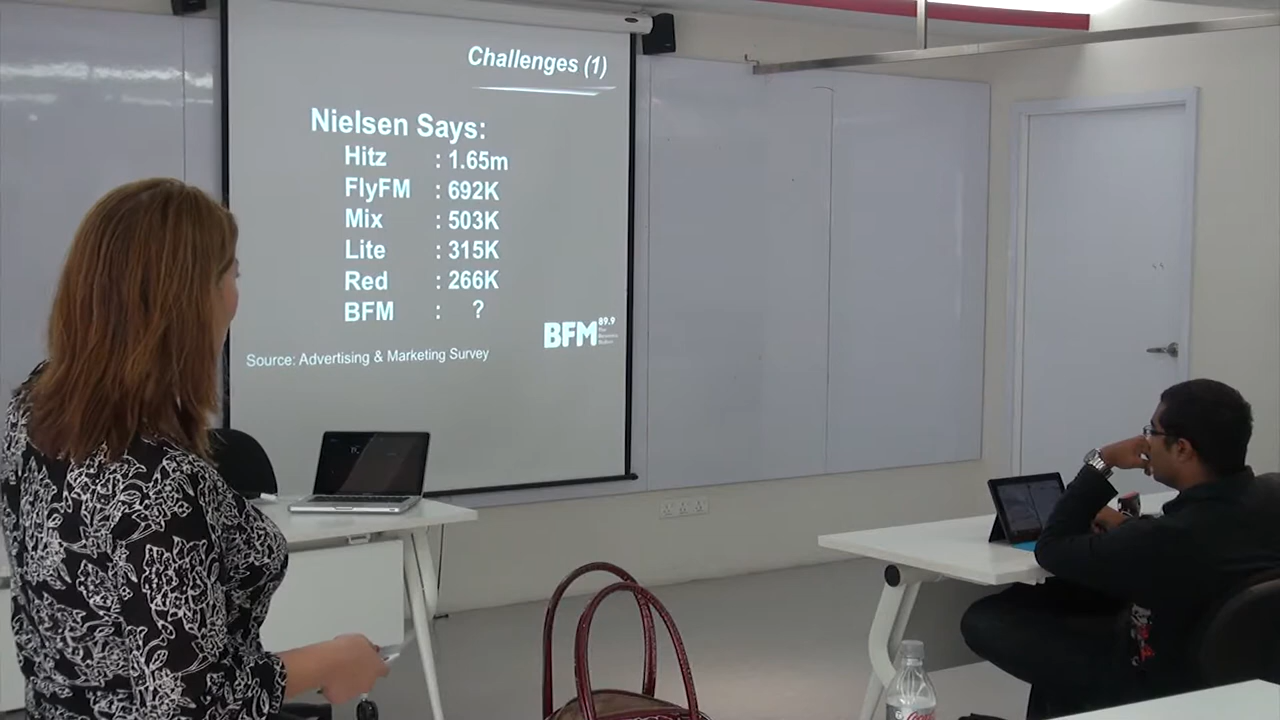 Challenges (1)
Nielsen Says:
Hitz : 1.65m
FlyFM : 692K
Mix : 503K
Lite : 315K
Red : 266K
BFM : ?
BFM 89.9
Source: Advertising & Marketing Survey